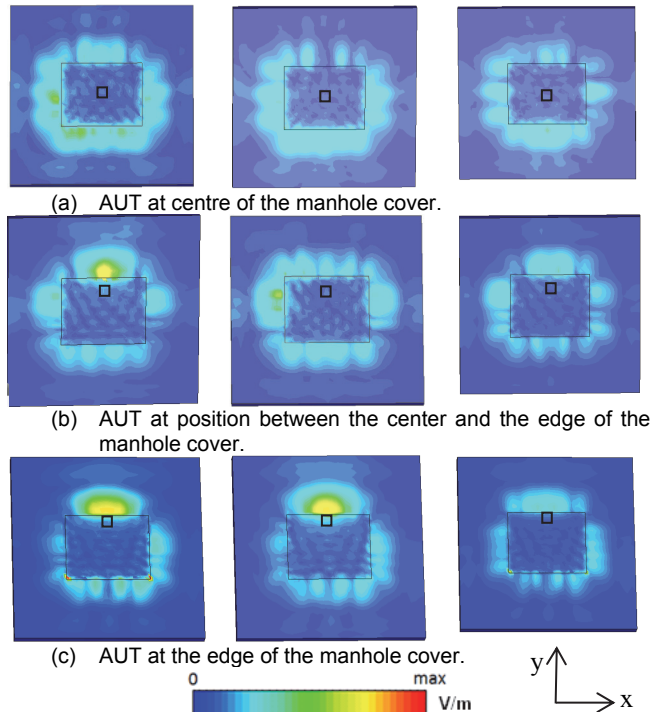 (a) AUT at centre of the manhole cover.
(b) AUT at position between the center and the edge of the
manhole cover.
(c) AUT at the edge of the manhole cover.
0 max
V/m
y
x